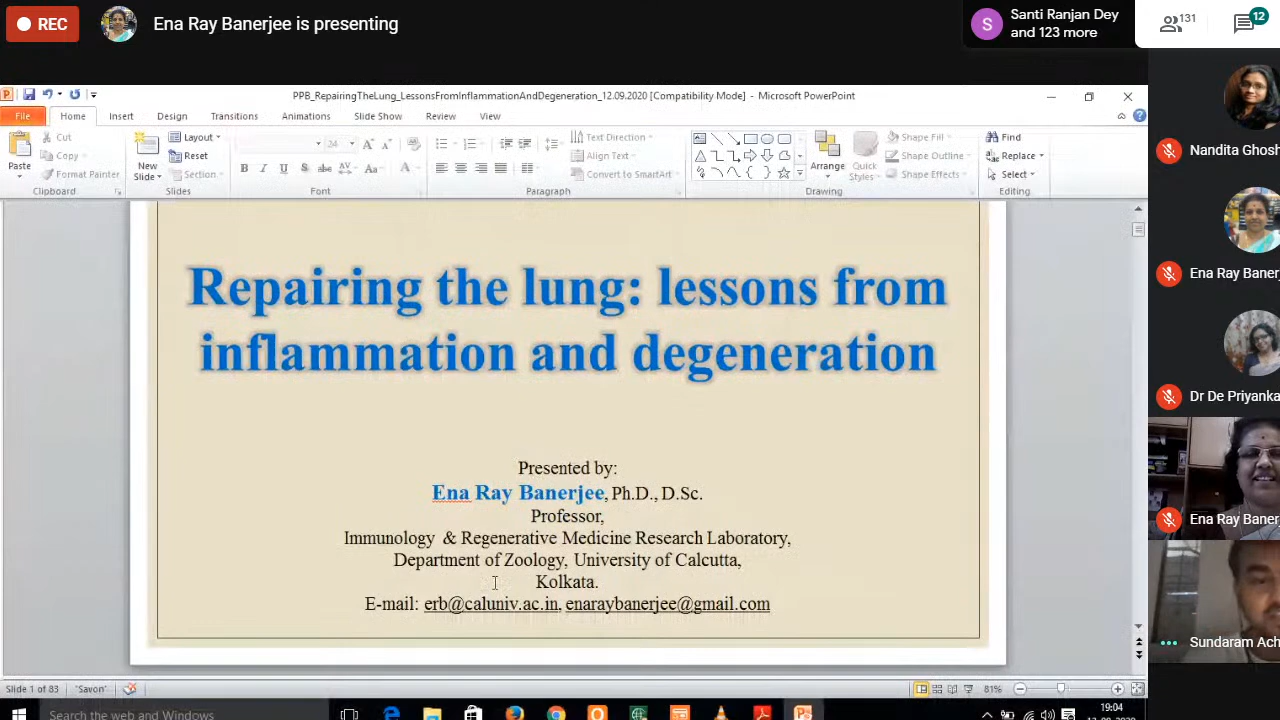 REC
Ena Ray Banerjee is presenting
S
Santi Ranjan Dey
and 123 more
131
12
PPB_RepairingTheLung_LessonsFromInflammationAndDegeneration_12.09.2020 [Compatibility Mode] - Microsoft PowerPoint
File Home Insert Design Transitions Animations Slide Show Review View
Paste
Cut
Copy
Format Painter
Clipboard
New
Slide
Layout
Reset
Section
Slides
24
Font
Text Direction
Align Text
Convert to SmartArt
Paragraph
Arrange
Quick
Styles
Shape Fill
Shape Outline
Shape Effects
Drawing
Find
Replace
Select
Editing
Repairing the lung: lessons from
inflammation and degeneration
Presented by:
Ena Ray Banerjee, Ph.D., D.Sc.
Professor,
Immunology & Regenerative Medicine Research Laboratory,
Department of Zoology, University of Calcutta,
Kolkata.
E-mail: erb@caluniv.ac.in, enaraybanerjee@gmail.com
Nandita Ghosh
Ena Ray Baner
Dr De Priyanka
Ena Ray Baner
Sundaram Ach
Slide 1 of 83
'Savon'
81%
Search the web and Windows
19:04